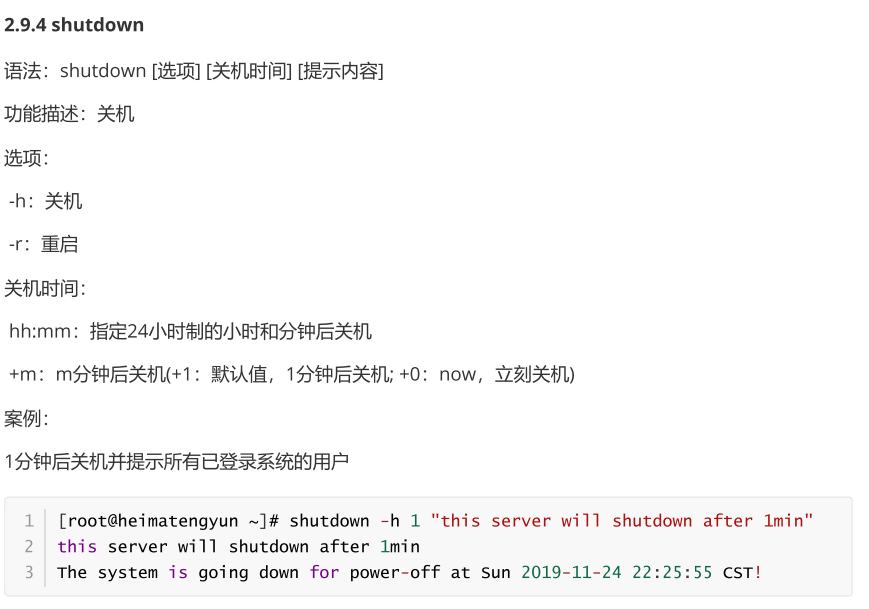 2.9.4 shutdown
语法：shutdown [选项] [关机时间] [提示内容]
功能描述：关机
选项：
-h：关机
-r：重启
关机时间：
hh:mm：指定24小时制的小时和分钟后关机
+m：m分钟后关机(+1：默认值，1分钟后关机; +0：now，立刻关机)
案例：
1分钟后关机并提示所有已登录系统的用户
1 [root@heimatengyun ~]# shutdown -h 1 "this server will shutdown after 1min"
2 this server will shutdown after 1min
3 The system is going down for power-off at Sun 2019-11-24 22:25:55 CST!